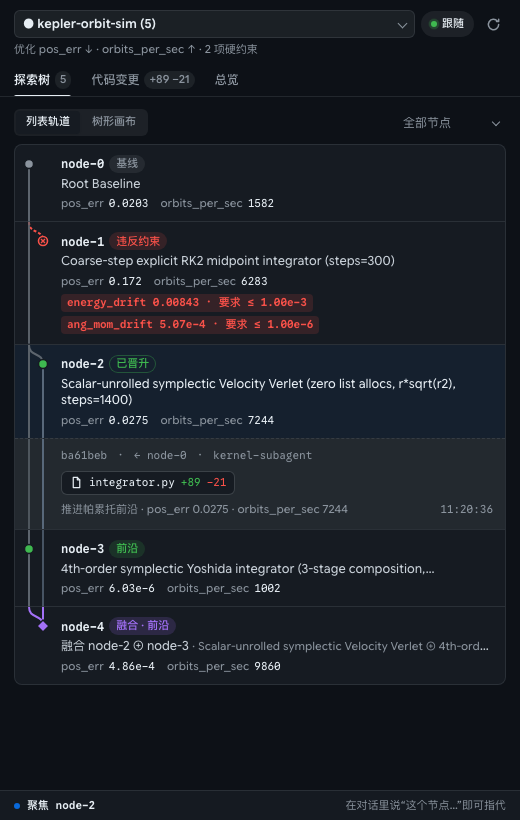 kepler-orbit-sim (5)
跟随
优化 pos_err ↓ · orbits_per_sec ↑ · 2 项硬约束
探索树 5 代码变更 +89 −21 总览
列表轨道 树形画布 全部节点
node-0 基线
Root Baseline
pos_err 0.0203 orbits_per_sec 1582
node-1 违反约束
Coarse-step explicit RK2 midpoint integrator (steps=300)
pos_err 0.172 orbits_per_sec 6283
energy_drift 0.00843 · 要求 ≤ 1.00e-3
ang_mom_drift 5.07e-4 · 要求 ≤ 1.00e-6
node-2 已晋升
Scalar-unrolled symplectic Velocity Verlet (zero list allocs, r*sqrt(r2),
steps=1400)
pos_err 0.0275 orbits_per_sec 7244
ba61beb · ← node-0 · kernel-subagent
integrator.py +89 −21
推进帕累托前沿 · pos_err 0.0275 · orbits_per_sec 7244 11:20:36
node-3 前沿
4th-order symplectic Yoshida integrator (3-stage composition,...
pos_err 6.03e-6 orbits_per_sec 1002
node-4 融合 · 前沿
融合 node-2 ⊕ node-3 · Scalar-unrolled symplectic Velocity Verlet ⊕ 4th-ord...
pos_err 4.86e-4 orbits_per_sec 9860
聚焦 node-2 在对话里说“这个节点…”即可指代